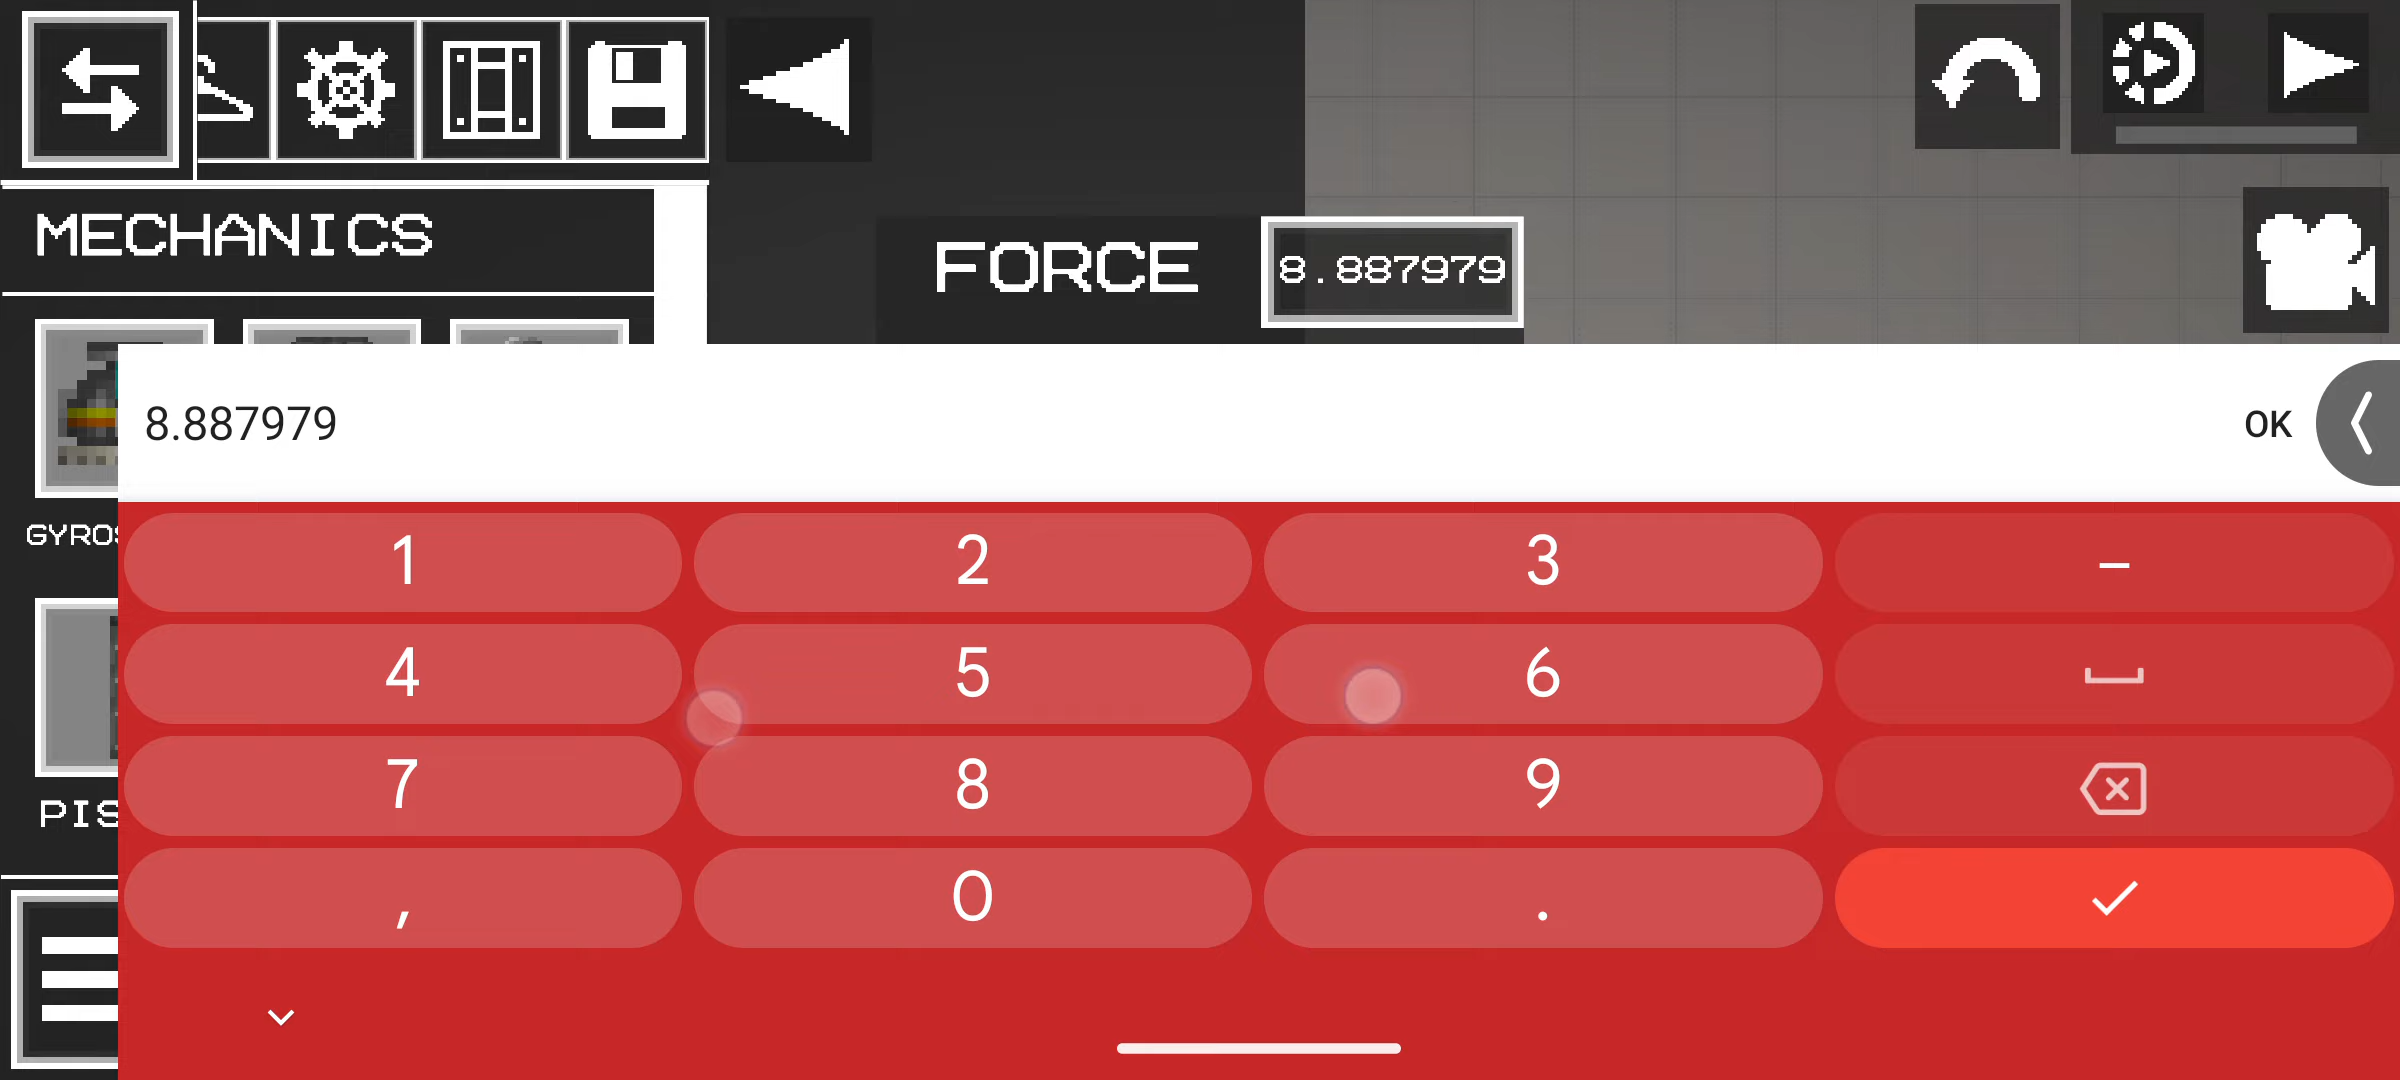 MECHANICS
FORCE 8.887979
8.887979
OK
GYROS
PIS
1 2 3 –
4 5 6
7 8 9
, 0 .